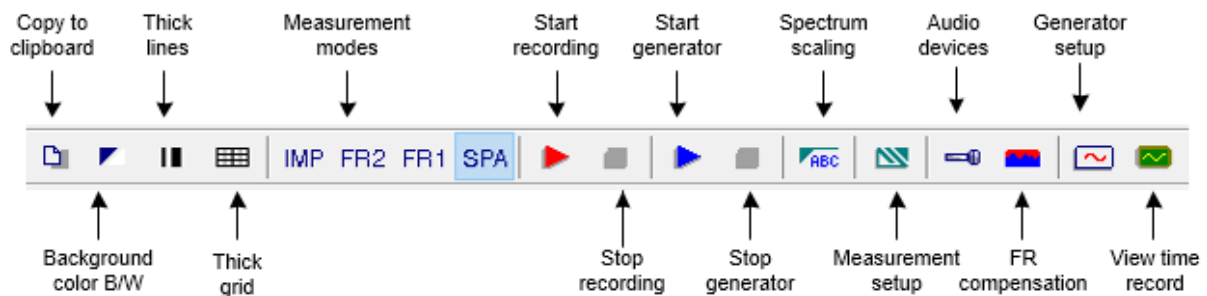 Copy to
clipboard
Thick
lines
Measurement
modes
Start
recording
Start
generator
Spectrum
scaling
Audio
devices
Generator
setup
IMP FR2 FR1 SPA
ABC
Background
color B/W
Thick
grid
Stop
recording
Stop
generator
Measurement
setup
FR
compensation
View time
record